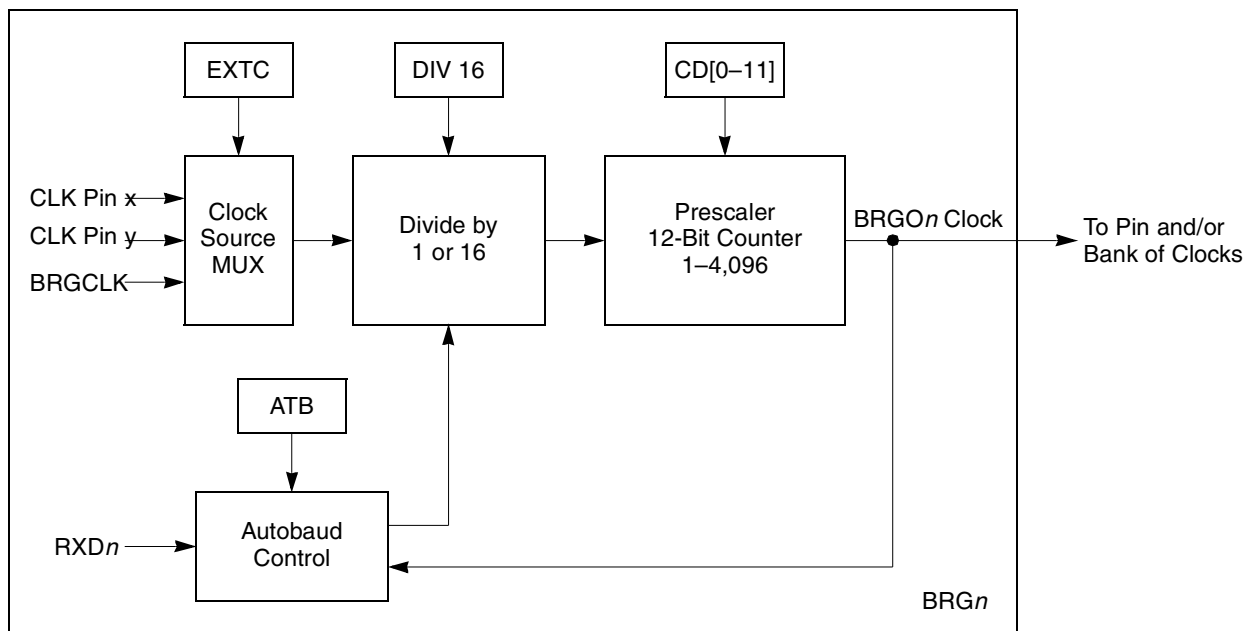 EXTC
DIV 16
CD[0–11]
CLK Pin x
CLK Pin y
BRGCLK
Clock
Source
MUX
Divide by
1 or 16
Prescaler
12-Bit Counter
1–4,096
BRGOn Clock
To Pin and/or
Bank of Clocks
ATB
RXDn
Autobaud
Control
BRGn